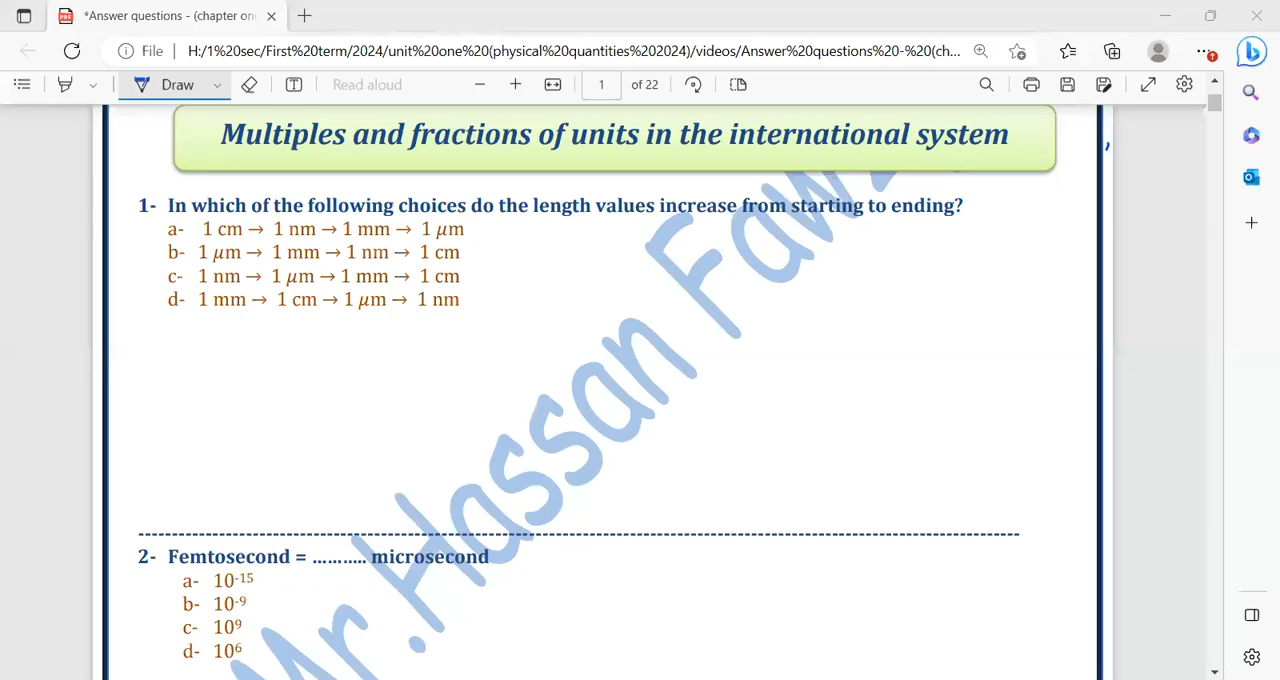 *Answer questions - (chapter on
File
H:/1%20sec/First%20term/2024/unit%20one%20(physical%20quantities%202024)/videos/Answer%20questions%20-%20(ch...
Draw
Read aloud
1 of 22
Multiples and fractions of units in the international system
1- In which of the following choices do the length values increase from starting to ending?
a- 1 cm → 1 nm → 1 mm → 1 μm
b- 1 μm → 1 mm → 1 nm → 1 cm
c- 1 nm → 1 μm → 1 mm → 1 cm
d- 1 mm → 1 cm → 1 μm → 1 nm
2- Femtosecond = ……….. microsecond
a- 10⁻¹⁵
b- 10⁻⁹
c- 10⁹
d- 10⁶
Mr.Hassan Fawz